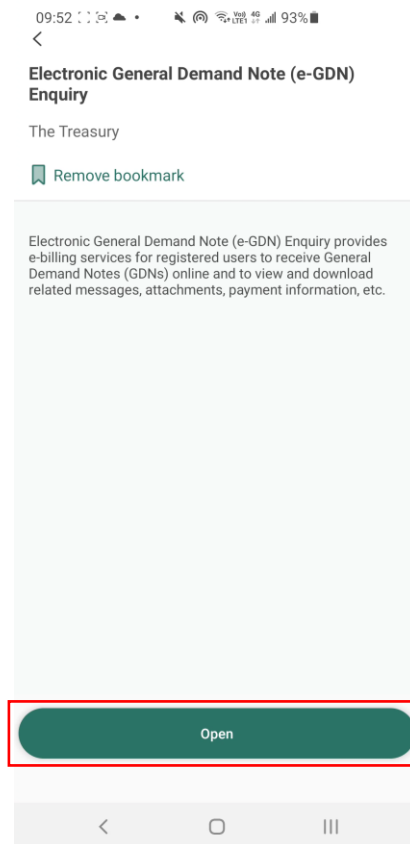 09:52 93%
Electronic General Demand Note (e-GDN)
Enquiry
The Treasury
Remove bookmark
Electronic General Demand Note (e-GDN) Enquiry provides
e-billing services for registered users to receive General
Demand Notes (GDNs) online and to view and download
related messages, attachments, payment information, etc.
Open